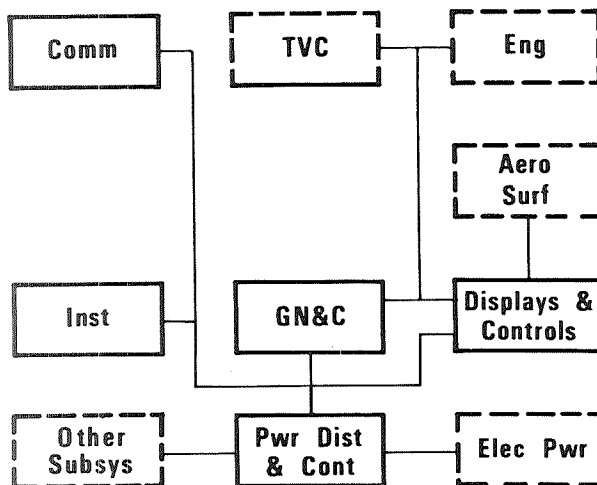 Comm
TVC
Eng
Aero
Surf
Inst
GN&C
Displays &
Controls
Other
Subsys
Pwr Dist
& Cont
Elec Pwr